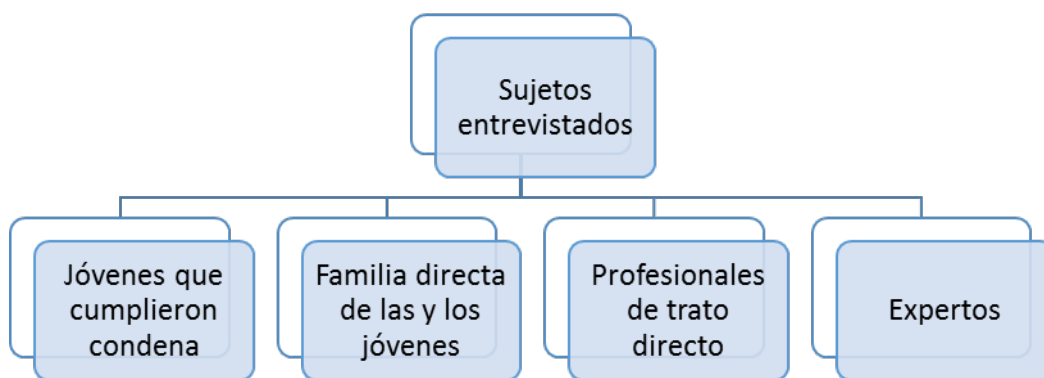 Sujetos
entrevistados
Jóvenes que
cumplieron
condena
Familia directa
de las y los
jóvenes
Profesionales
de trato
directo
Expertos